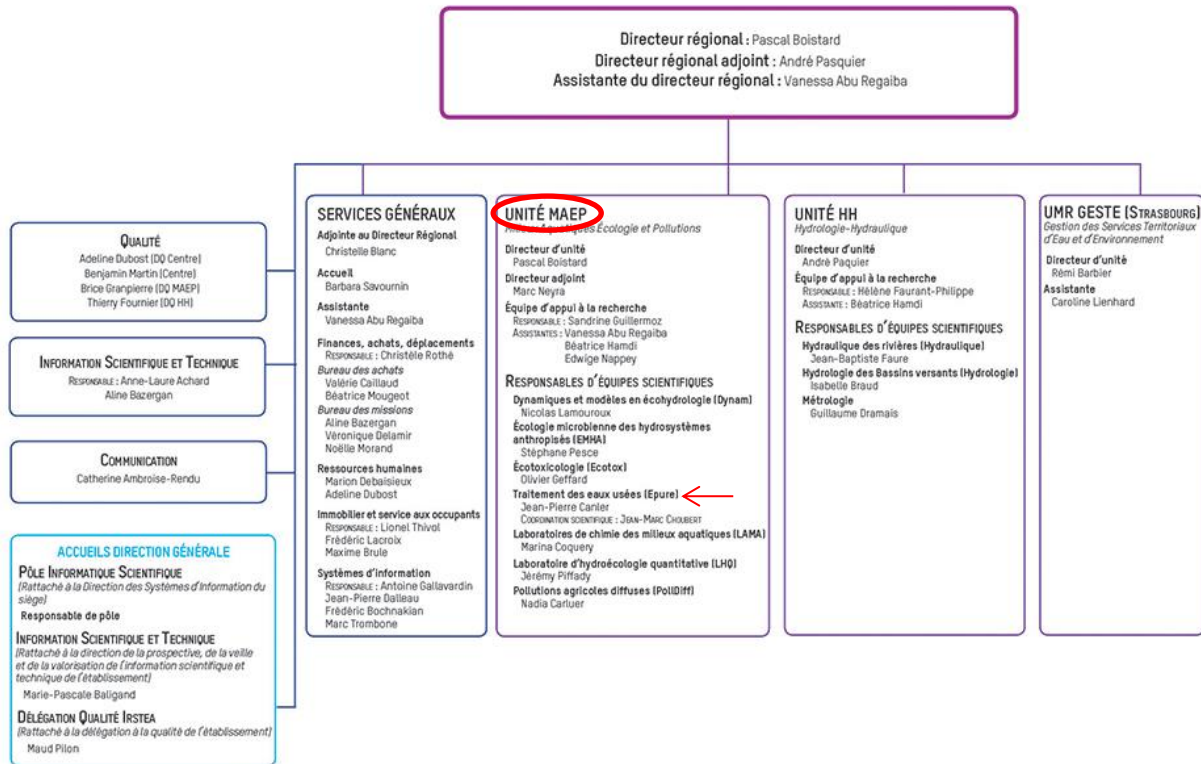 Directeur régional : Pascal Boistard
Directeur régional adjoint : André Pasquier
Assistante du directeur régional : Vanessa Abu Regaiba
QUALITÉ
Adeline Dubost (DQ Centre)
Benjamin Martin (Centre)
Brice Granpierre (DQ MAEP)
Thierry Fournier (DQ HH)
INFORMATION SCIENTIFIQUE ET TECHNIQUE
RESPONSABLE : Anne-Laure Achard
Aline Bazergan
COMMUNICATION
Catherine Ambroise-Rendu
ACCUEILS DIRECTION GÉNÉRALE
PÔLE INFORMATIQUE SCIENTIFIQUE
(Rattaché à la Direction des Systèmes d'Information du
siège)
Responsable de pôle
INFORMATION SCIENTIFIQUE ET TECHNIQUE
(Rattaché à la direction de la prospective, de la veille
et de la valorisation de l'information scientifique et
technique de l'établissement)
Marie-Pascale Baligand
DÉLÉGATION QUALITÉ IRSTEA
(Rattaché à la délégation à la qualité de l'établissement)
Maud Pilon
SERVICES GÉNÉRAUX
Adjointe au Directeur Régional
Christelle Blanc
Accueil
Barbara Savournin
Assistante
Vanessa Abu Regaiba
Finances, achats, déplacements
RESPONSABLE : Christèle Rothé
Bureau des achats
Valérie Caillaud
Béatrice Mougeot
Bureau des missions
Aline Bazergan
Véronique Delamir
Noëlle Morand
Ressources humaines
Marion Debaisieux
Adeline Dubost
Immobilier et service aux occupants
RESPONSABLE : Lionel Thivol
Frédéric Lacroix
Maxime Brule
Systèmes d'information
RESPONSABLE : Antoine Gallavardin
Jean-Pierre Dalleau
Frédéric Bochnakian
Marc Trombone
UNITÉ MAEP
Aquatiques Écologie et Pollutions
Directeur d'unité
Pascal Boistard
Directeur adjoint
Marc Neyra
Équipe d'appui à la recherche
RESPONSABLE : Sandrine Guillermoz
ASSISTANTES : Vanessa Abu Regaiba
Béatrice Hamdi
Edwige Nappey
RESPONSABLES D'ÉQUIPES SCIENTIFIQUES
Dynamiques et modèles en écohydrologie (Dynam)
Nicolas Lamouroux
Écologie microbienne des hydrosystèmes
anthropisés (EMHA)
Stéphane Pesce
Écotoxicologie (Ecotox)
Olivier Geffard
Traitement des eaux usées (Epure)
Jean-Pierre Canler
COORDINATION SCIENTIFIQUE : JEAN-MARC CHOUBERT
Laboratoires de chimie des milieux aquatiques (LAMA)
Marina Coquery
Laboratoire d'hydroécologie quantitative (LHQ)
Jérémy Piffady
Pollutions agricoles diffuses (PollDiff)
Nadia Carluer
UNITÉ HH
Hydrologie-Hydraulique
Directeur d'unité
André Paquier
Équipe d'appui à la recherche
RESPONSABLE : Hélène Faurant-Philippe
ASSISTANTE : Béatrice Hamdi
RESPONSABLES D'ÉQUIPES SCIENTIFIQUES
Hydraulique des rivières (Hydraulique)
Jean-Baptiste Faure
Hydrologie des Bassins versants (Hydrologie)
Isabelle Braud
Métrologie
Guillaume Dramais
UMR GESTE (STRASBOURG)
Gestion des Services Territoriaux
d'Eau et d'Environnement
Directeur d'unité
Rémi Barbier
Assistante
Caroline Lienhard